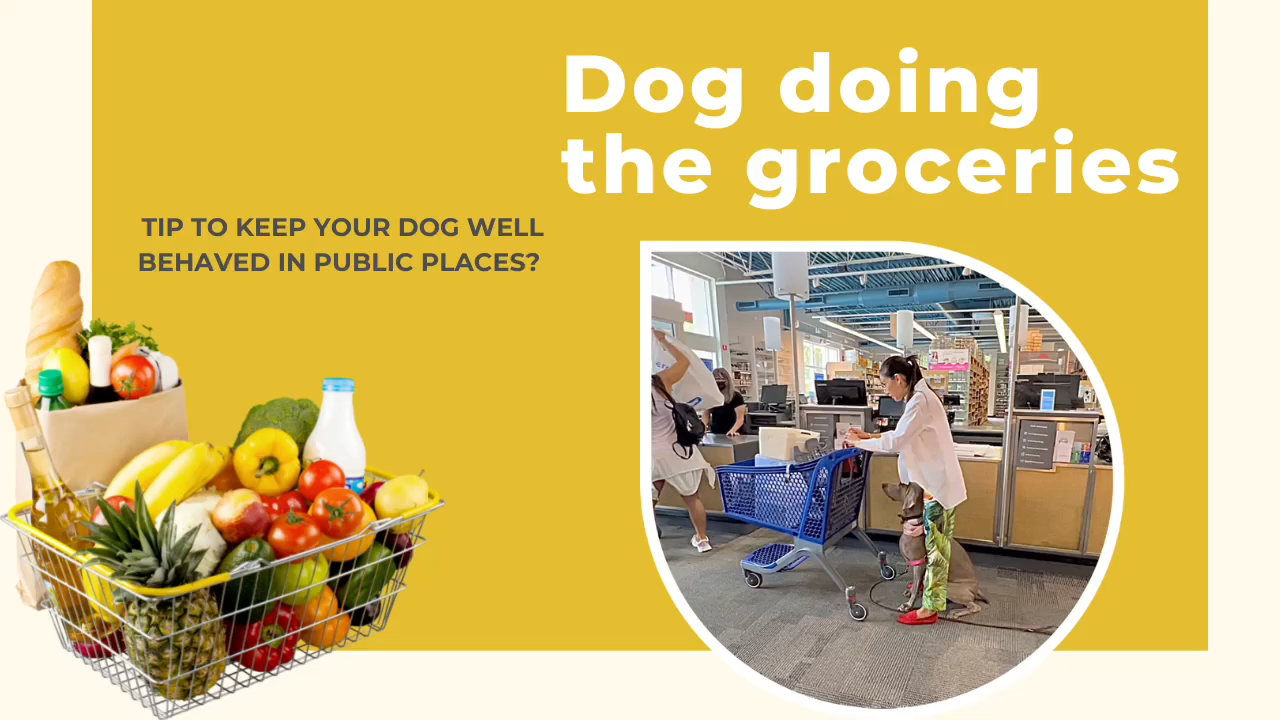 Dog doing
the groceries
TIP TO KEEP YOUR DOG WELL
BEHAVED IN PUBLIC PLACES?